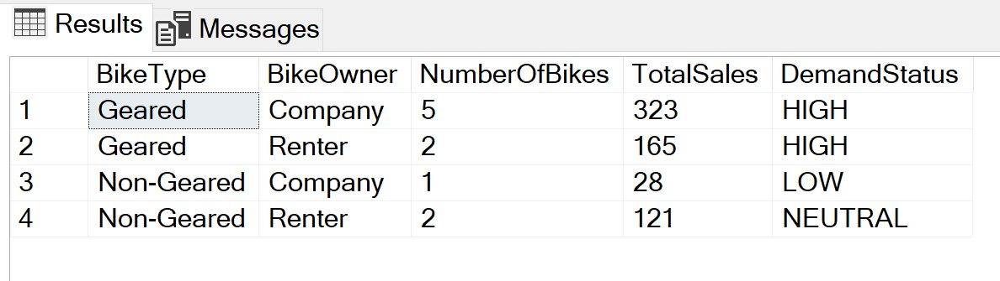 Results Messages
BikeType BikeOwner NumberOfBikes TotalSales DemandStatus
1 Geared Company 5 323 HIGH
2 Geared Renter 2 165 HIGH
3 Non-Geared Company 1 28 LOW
4 Non-Geared Renter 2 121 NEUTRAL